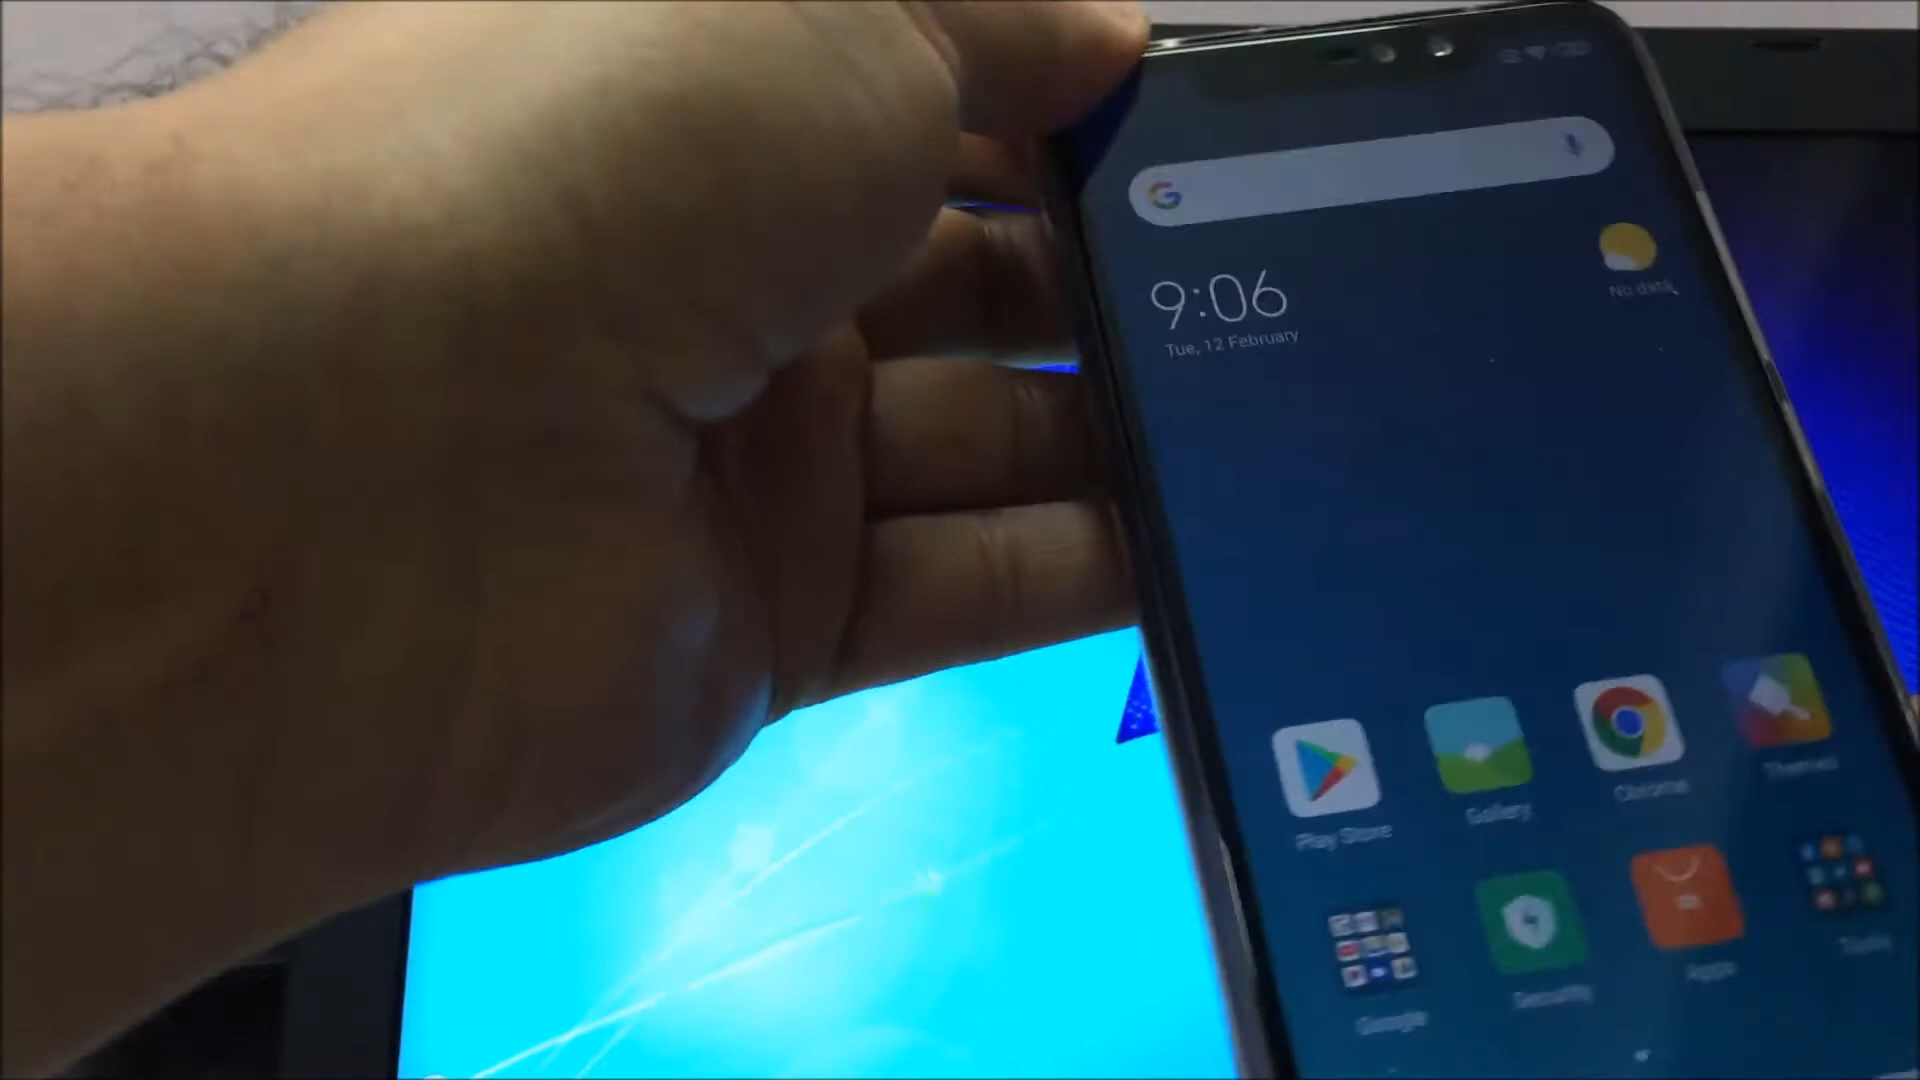 9:06
No data
Tue, 12 February
Play Store
Gallery
Chrome
Themes
Google
Security
Apps
Tools